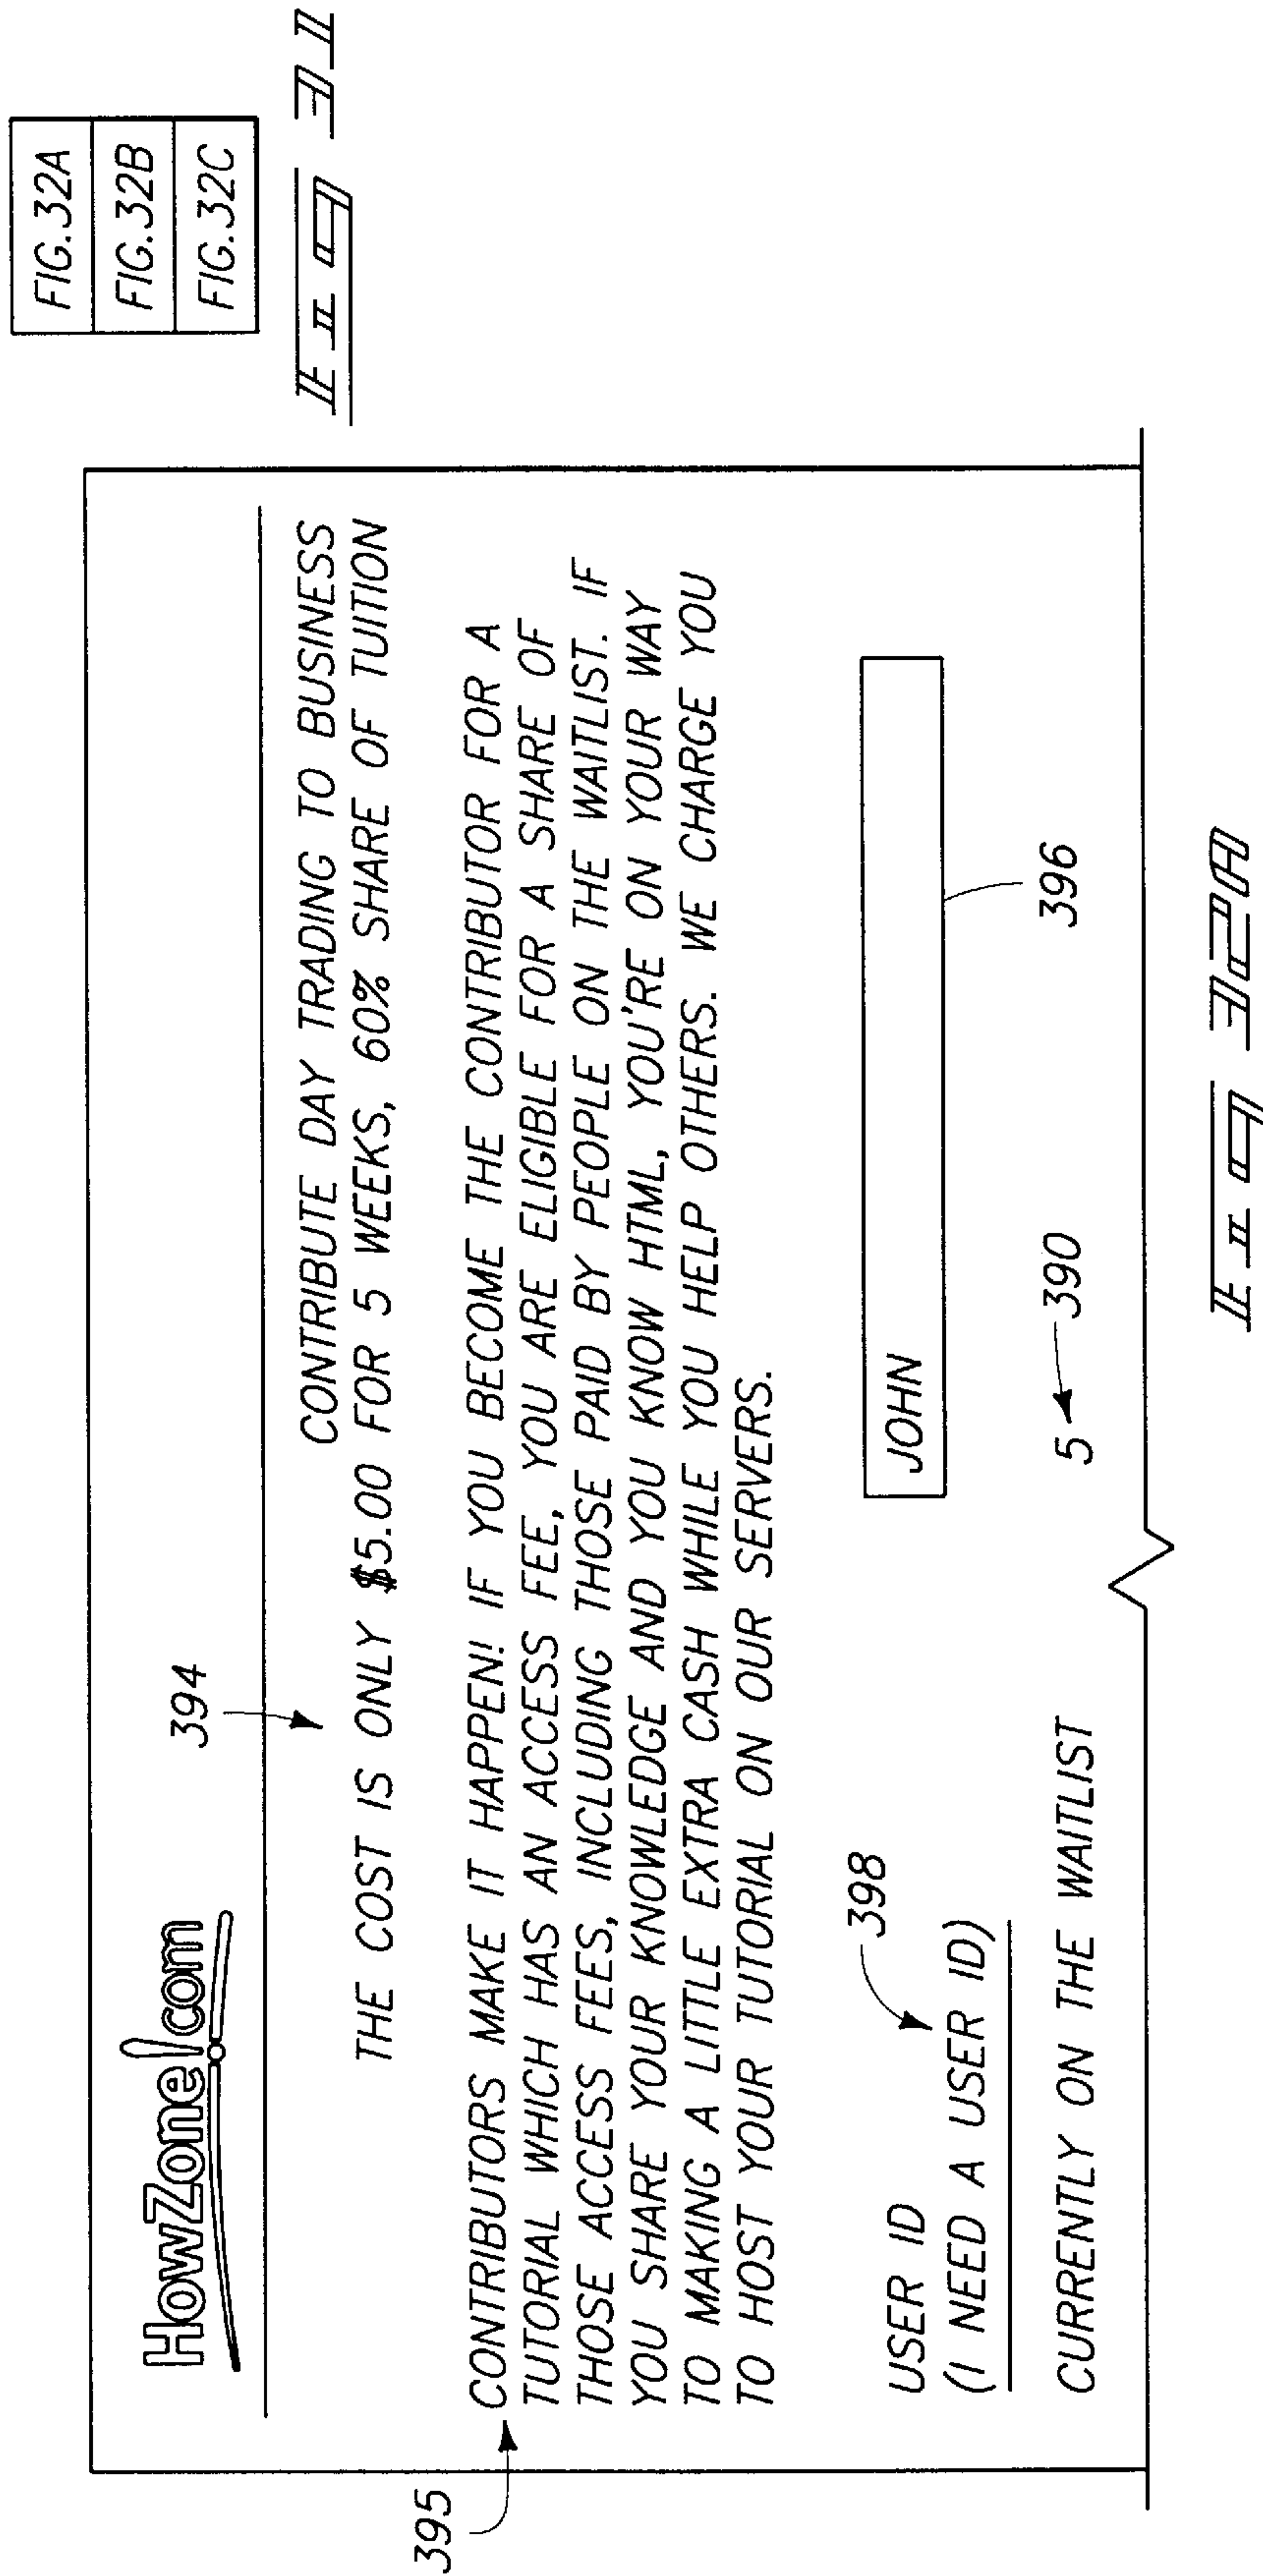 HowZone!com
394
CONTRIBUTE DAY TRADING TO BUSINESS
THE COST IS ONLY $5.00 FOR 5 WEEKS, 60% SHARE OF TUITION
395
CONTRIBUTORS MAKE IT HAPPEN! IF YOU BECOME THE CONTRIBUTOR FOR A
TUTORIAL WHICH HAS AN ACCESS FEE, YOU ARE ELIGIBLE FOR A SHARE OF
THOSE ACCESS FEES, INCLUDING THOSE PAID BY PEOPLE ON THE WAITLIST. IF
YOU SHARE YOUR KNOWLEDGE AND YOU KNOW HTML, YOU'RE ON YOUR WAY
TO MAKING A LITTLE EXTRA CASH WHILE YOU HELP OTHERS. WE CHARGE YOU
TO HOST YOUR TUTORIAL ON OUR SERVERS.
398
USER ID
(I NEED A USER ID)
JOHN
396
CURRENTLY ON THE WAITLIST
5
390
FIG 32A
FIG.32A
FIG.32B
FIG.32C
FIG 31